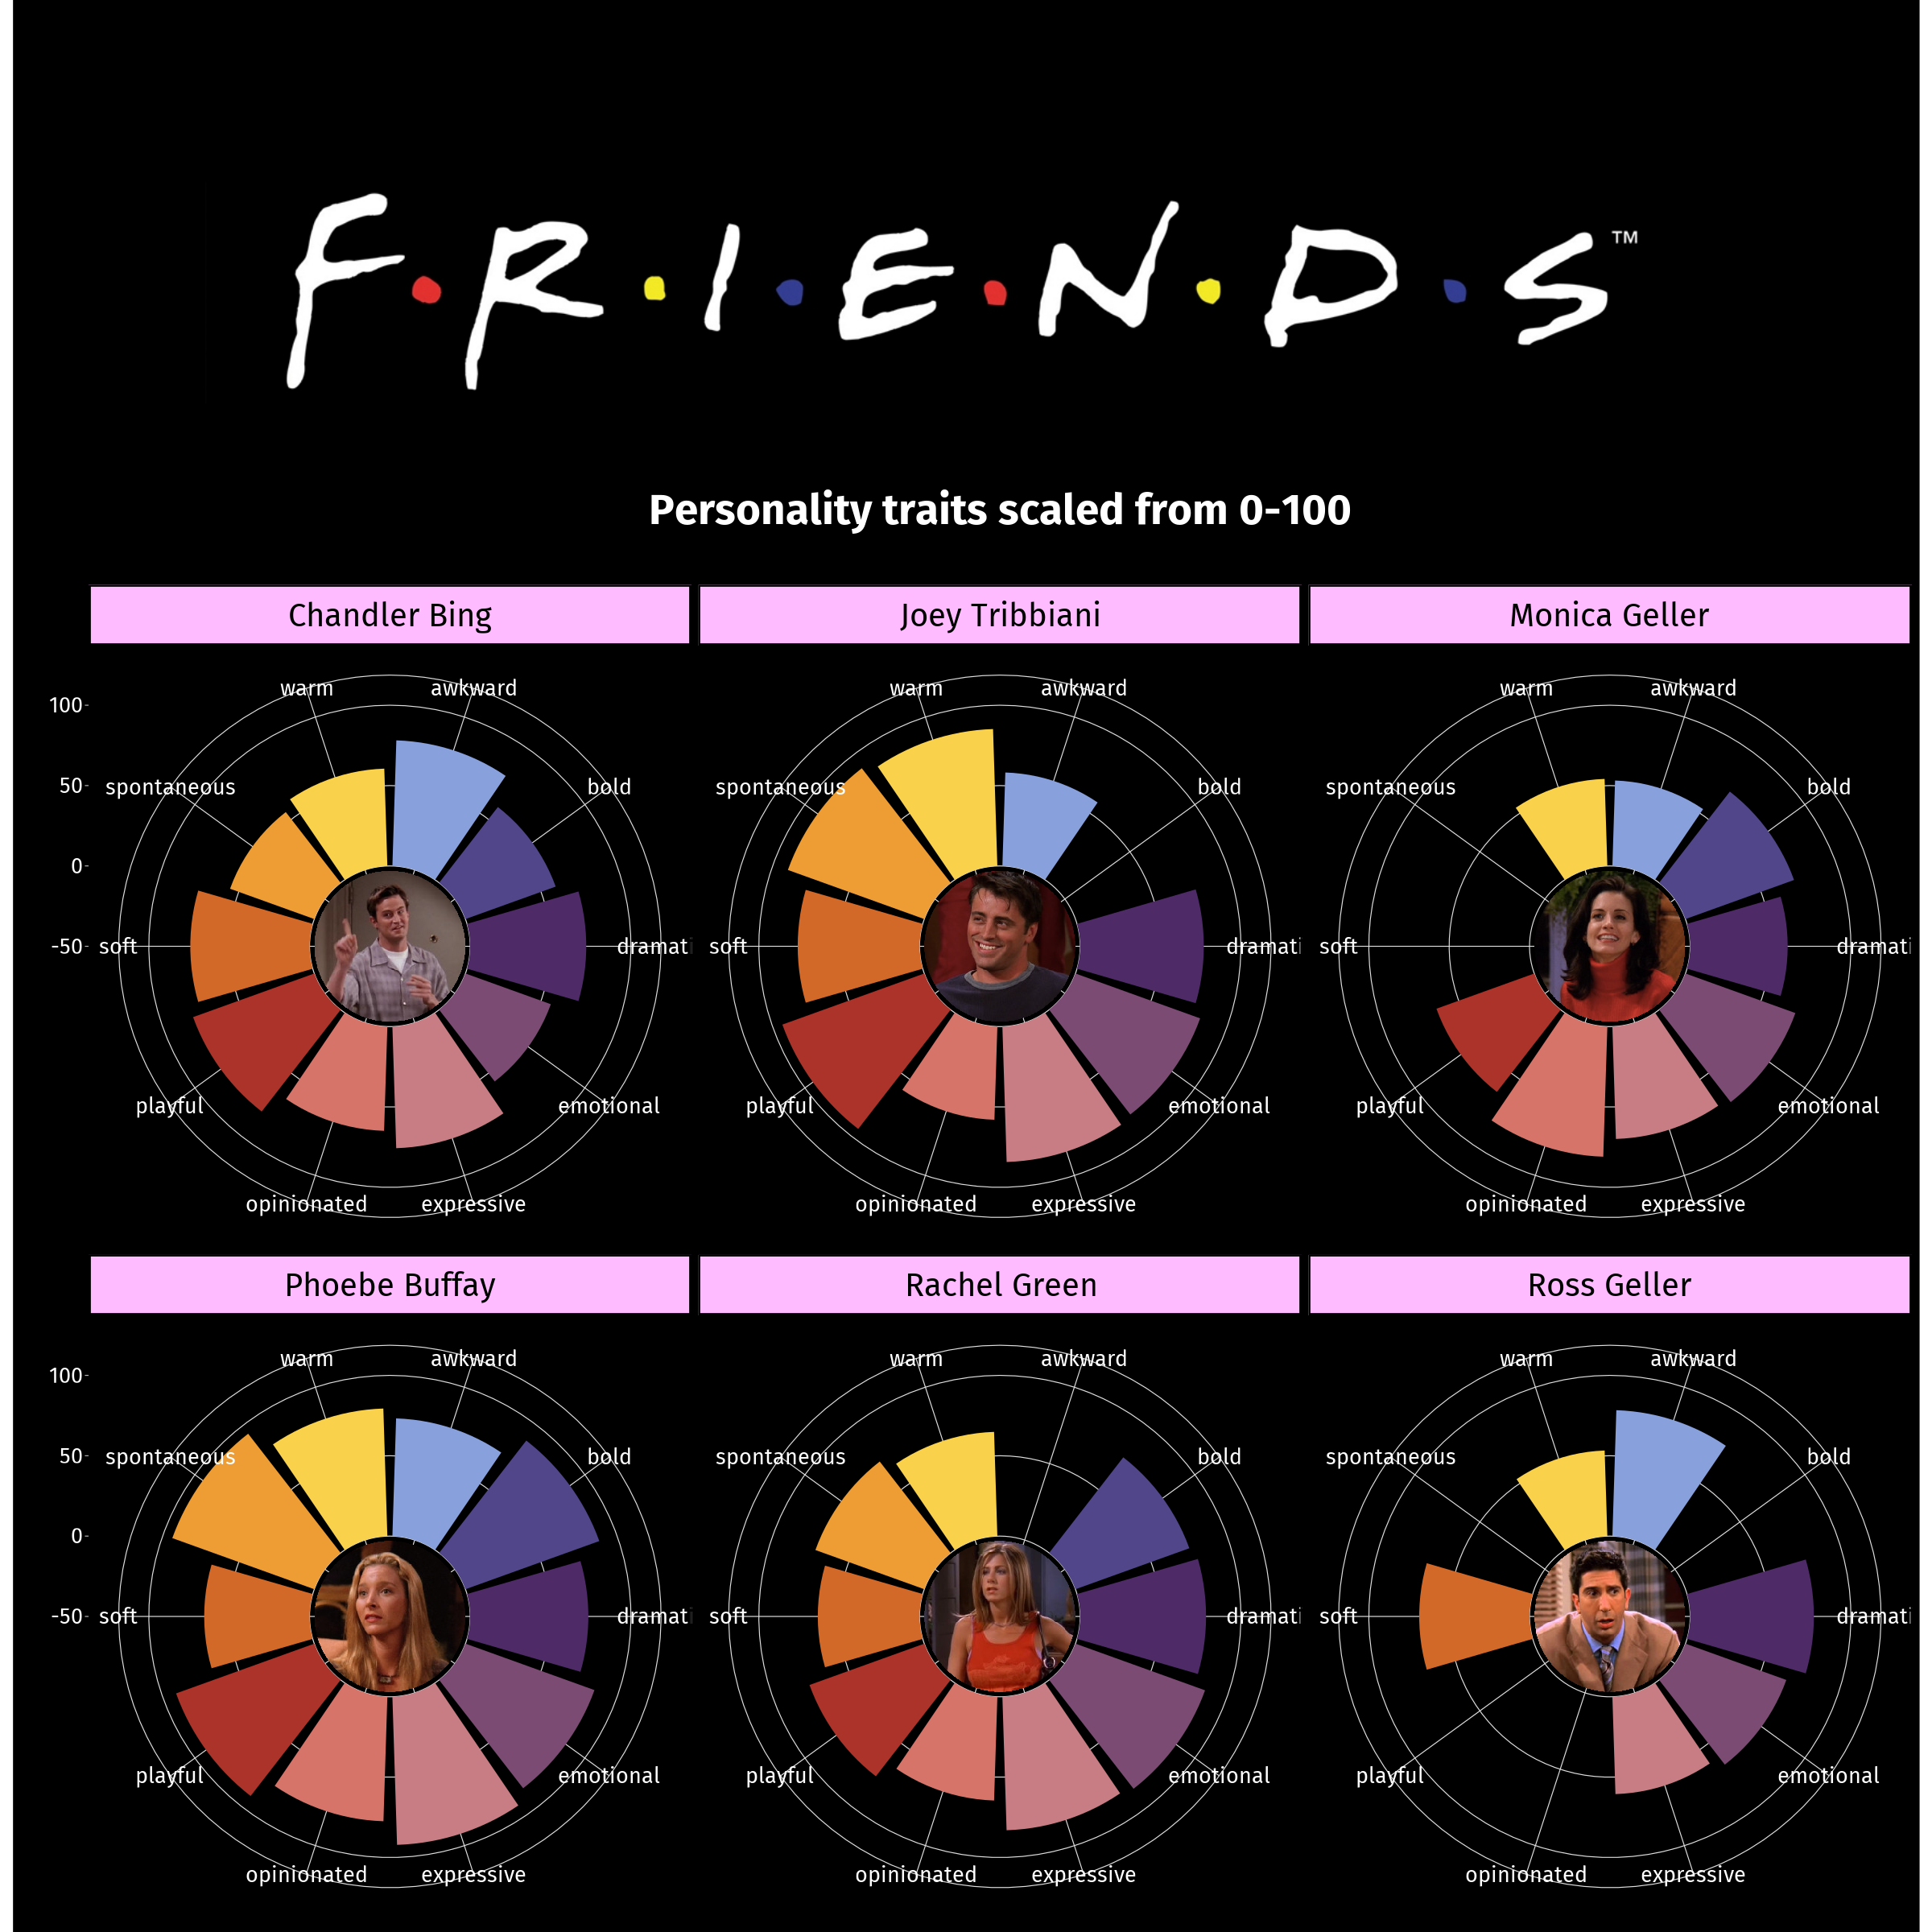 F·R·I·E·N·D·S™
Personality traits scaled from 0-100
Chandler Bing
Joey Tribbiani
Monica Geller
100
50
0
-50
warm
awkward
spontaneous
bold
soft
dramati
playful
emotional
opinionated
expressive
warm
awkward
spontaneous
bold
soft
dramati
playful
emotional
opinionated
expressive
warm
awkward
spontaneous
bold
soft
dramati
playful
emotional
opinionated
expressive
Phoebe Buffay
Rachel Green
Ross Geller
100
50
0
-50
warm
awkward
spontaneous
bold
soft
dramati
playful
emotional
opinionated
expressive
warm
awkward
spontaneous
bold
soft
dramati
playful
emotional
opinionated
expressive
warm
awkward
spontaneous
bold
soft
dramati
playful
emotional
opinionated
expressive